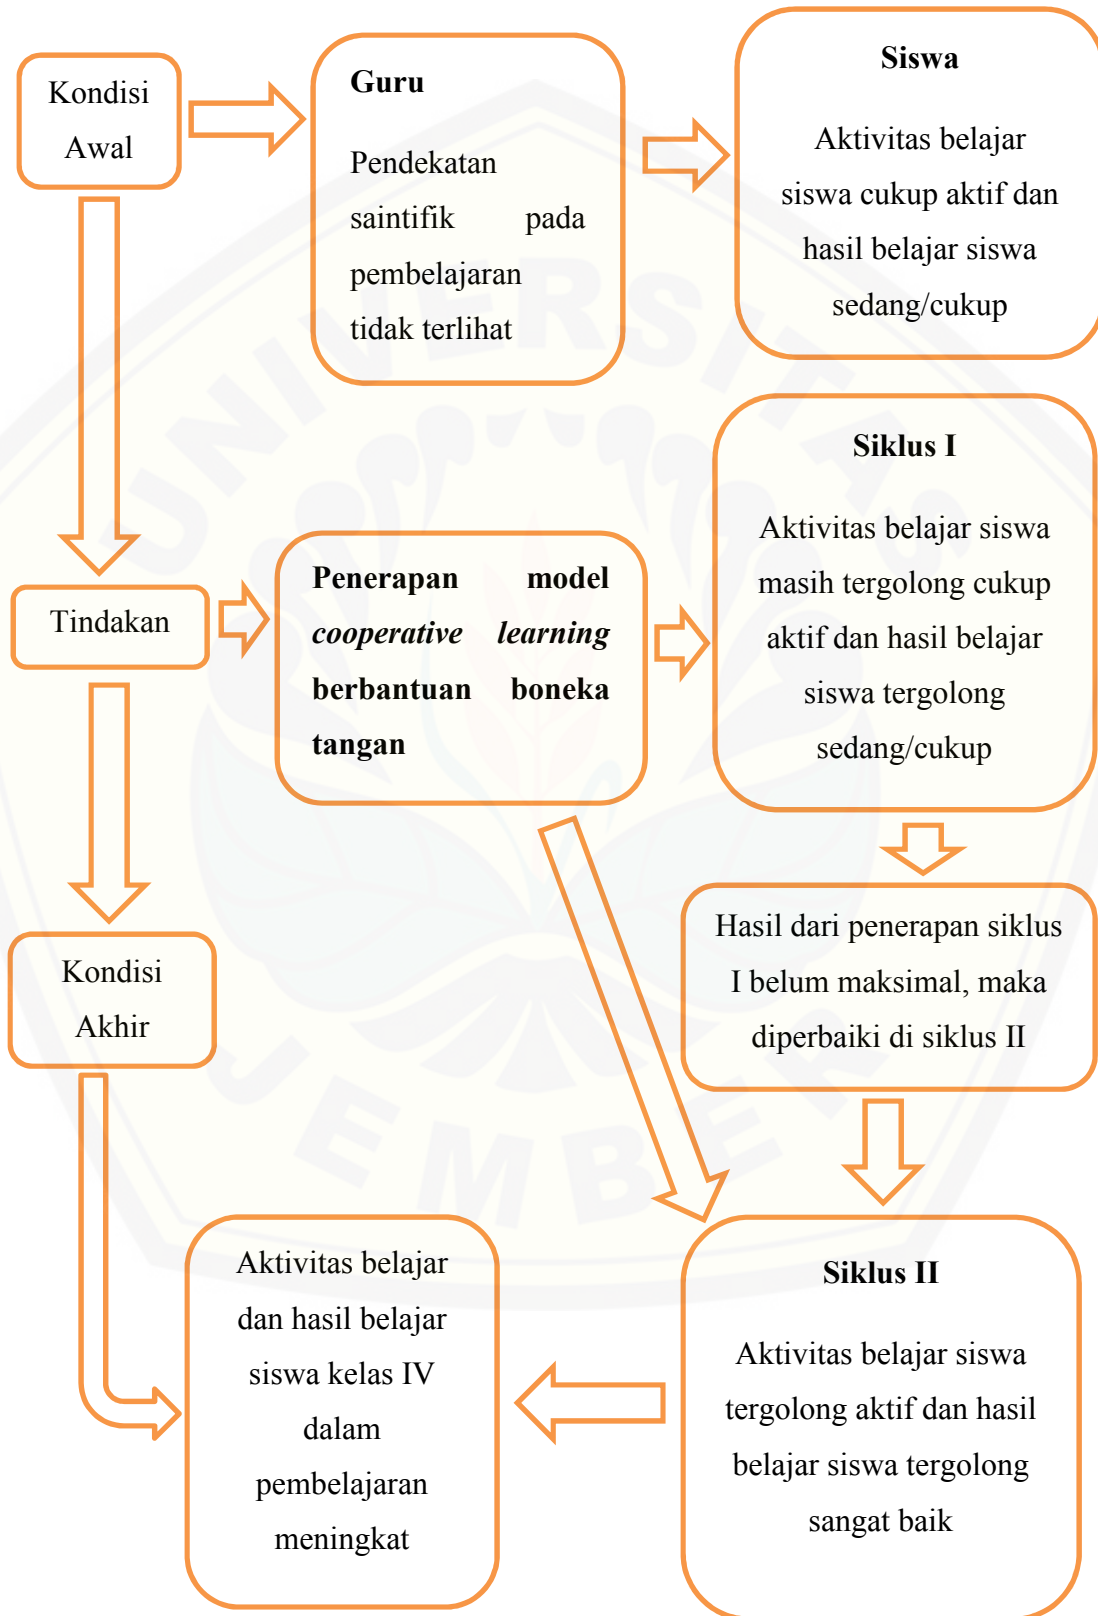 Kondisi
Awal
Guru
Pendekatan
saintifik pada
pembelajaran
tidak terlihat
Siswa
Aktivitas belajar
siswa cukup aktif dan
hasil belajar siswa
sedang/cukup
Tindakan
Penerapan model
cooperative learning
berbantuan boneka
tangan
Siklus I
Aktivitas belajar siswa
masih tergolong cukup
aktif dan hasil belajar
siswa tergolong
sedang/cukup
Hasil dari penerapan siklus
I belum maksimal, maka
diperbaiki di siklus II
Kondisi
Akhir
Aktivitas belajar
dan hasil belajar
siswa kelas IV
dalam
pembelajaran
meningkat
Siklus II
Aktivitas belajar siswa
tergolong aktif dan hasil
belajar siswa tergolong
sangat baik
UNIVERSITAS
JEMBER